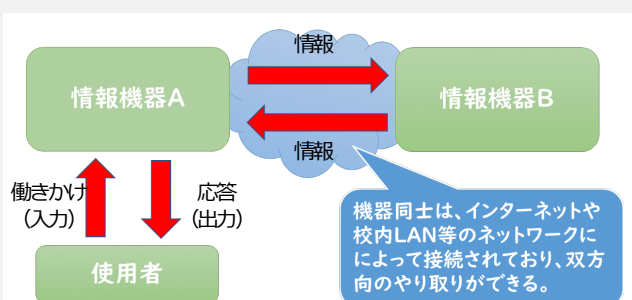 情報
情報機器A
情報機器B
情報
働きかけ
(入力)
応答
(出力)
使用者
機器同士は、インターネットや
校内LAN等のネットワークに
によって接続されており、双方
向のやり取りができる。